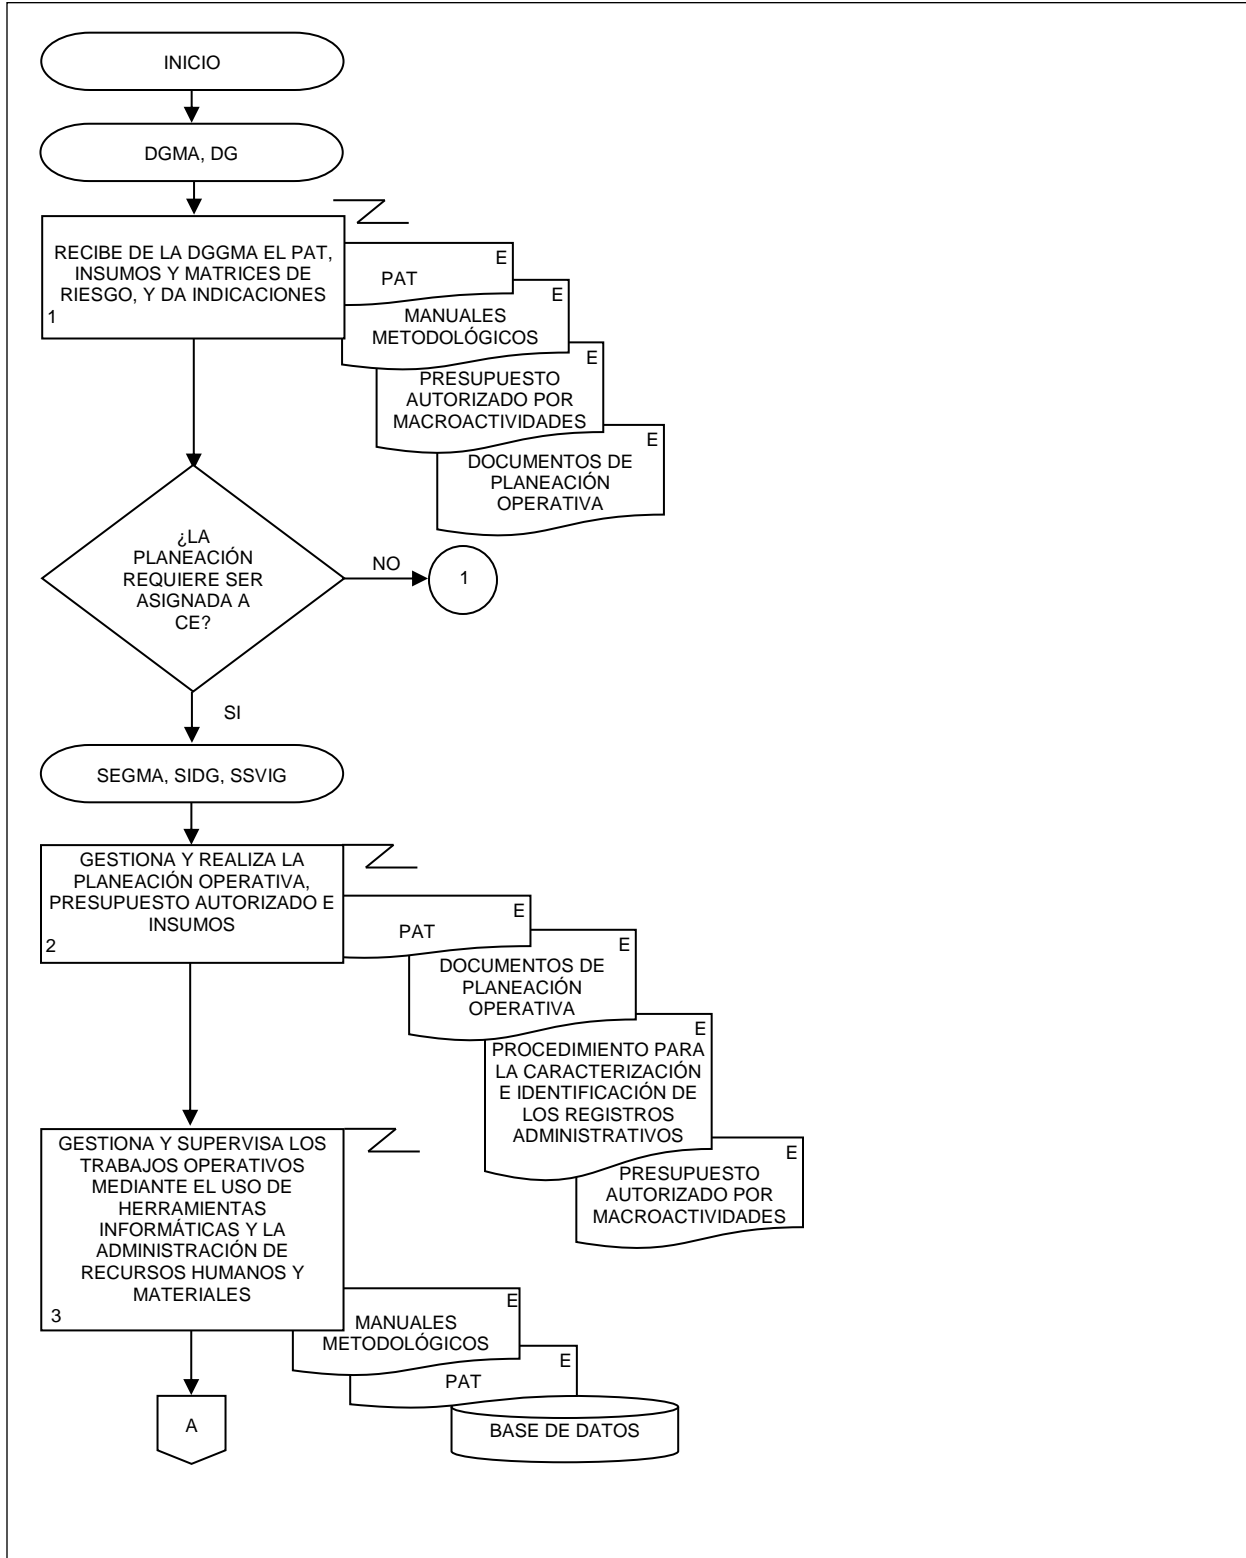 INICIO
DGMA, DG
RECIBE DE LA DGGMA EL PAT,
INSUMOS Y MATRICES DE
RIESGO, Y DA INDICACIONES
1
E
PAT
E
MANUALES
METODOLÓGICOS
E
PRESUPUESTO
AUTORIZADO POR
MACROACTIVIDADES
E
DOCUMENTOS DE
PLANEACIÓN
OPERATIVA
¿LA
PLANEACIÓN
REQUIERE SER
ASIGNADA A
CE?
NO
1
SI
SEGMA, SIDG, SSVIG
GESTIONA Y REALIZA LA
PLANEACIÓN OPERATIVA,
PRESUPUESTO AUTORIZADO E
INSUMOS
2
E
PAT
E
DOCUMENTOS DE
PLANEACIÓN
OPERATIVA
E
PROCEDIMIENTO PARA
LA CARACTERIZACIÓN
E IDENTIFICACIÓN DE
LOS REGISTROS
ADMINISTRATIVOS
E
PRESUPUESTO
AUTORIZADO POR
MACROACTIVIDADES
GESTIONA Y SUPERVISA LOS
TRABAJOS OPERATIVOS
MEDIANTE EL USO DE
HERRAMIENTAS
INFORMÁTICAS Y LA
ADMINISTRACIÓN DE
RECURSOS HUMANOS Y
MATERIALES
3
E
MANUALES
METODOLÓGICOS
E
PAT
BASE DE DATOS
A